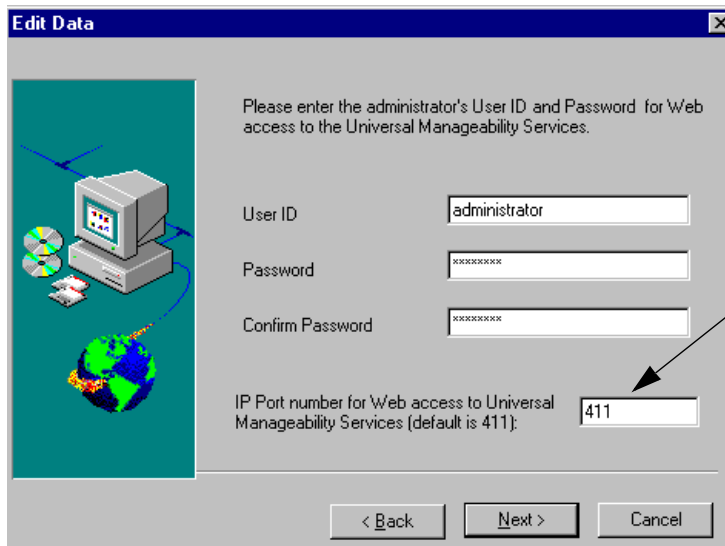 Edit Data
Please enter the administrator's User ID and Password for Web
access to the Universal Manageability Services.
User ID
administrator
Password
xxxxxxxx
Confirm Password
xxxxxxxx
IP Port number for Web access to Universal
Manageability Services (default is 411):
411
< Back
Next >
Cancel